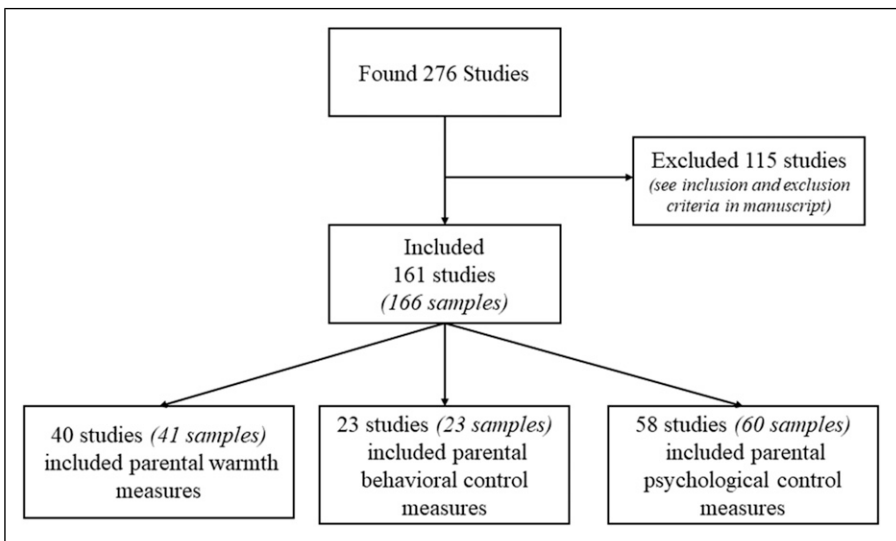 Found 276 Studies
Excluded 115 studies
(see inclusion and exclusion
criteria in manuscript)
Included
161 studies
(166 samples)
40 studies (41 samples)
included parental warmth
measures
23 studies (23 samples)
included parental
behavioral control
measures
58 studies (60 samples)
included parental
psychological control
measures